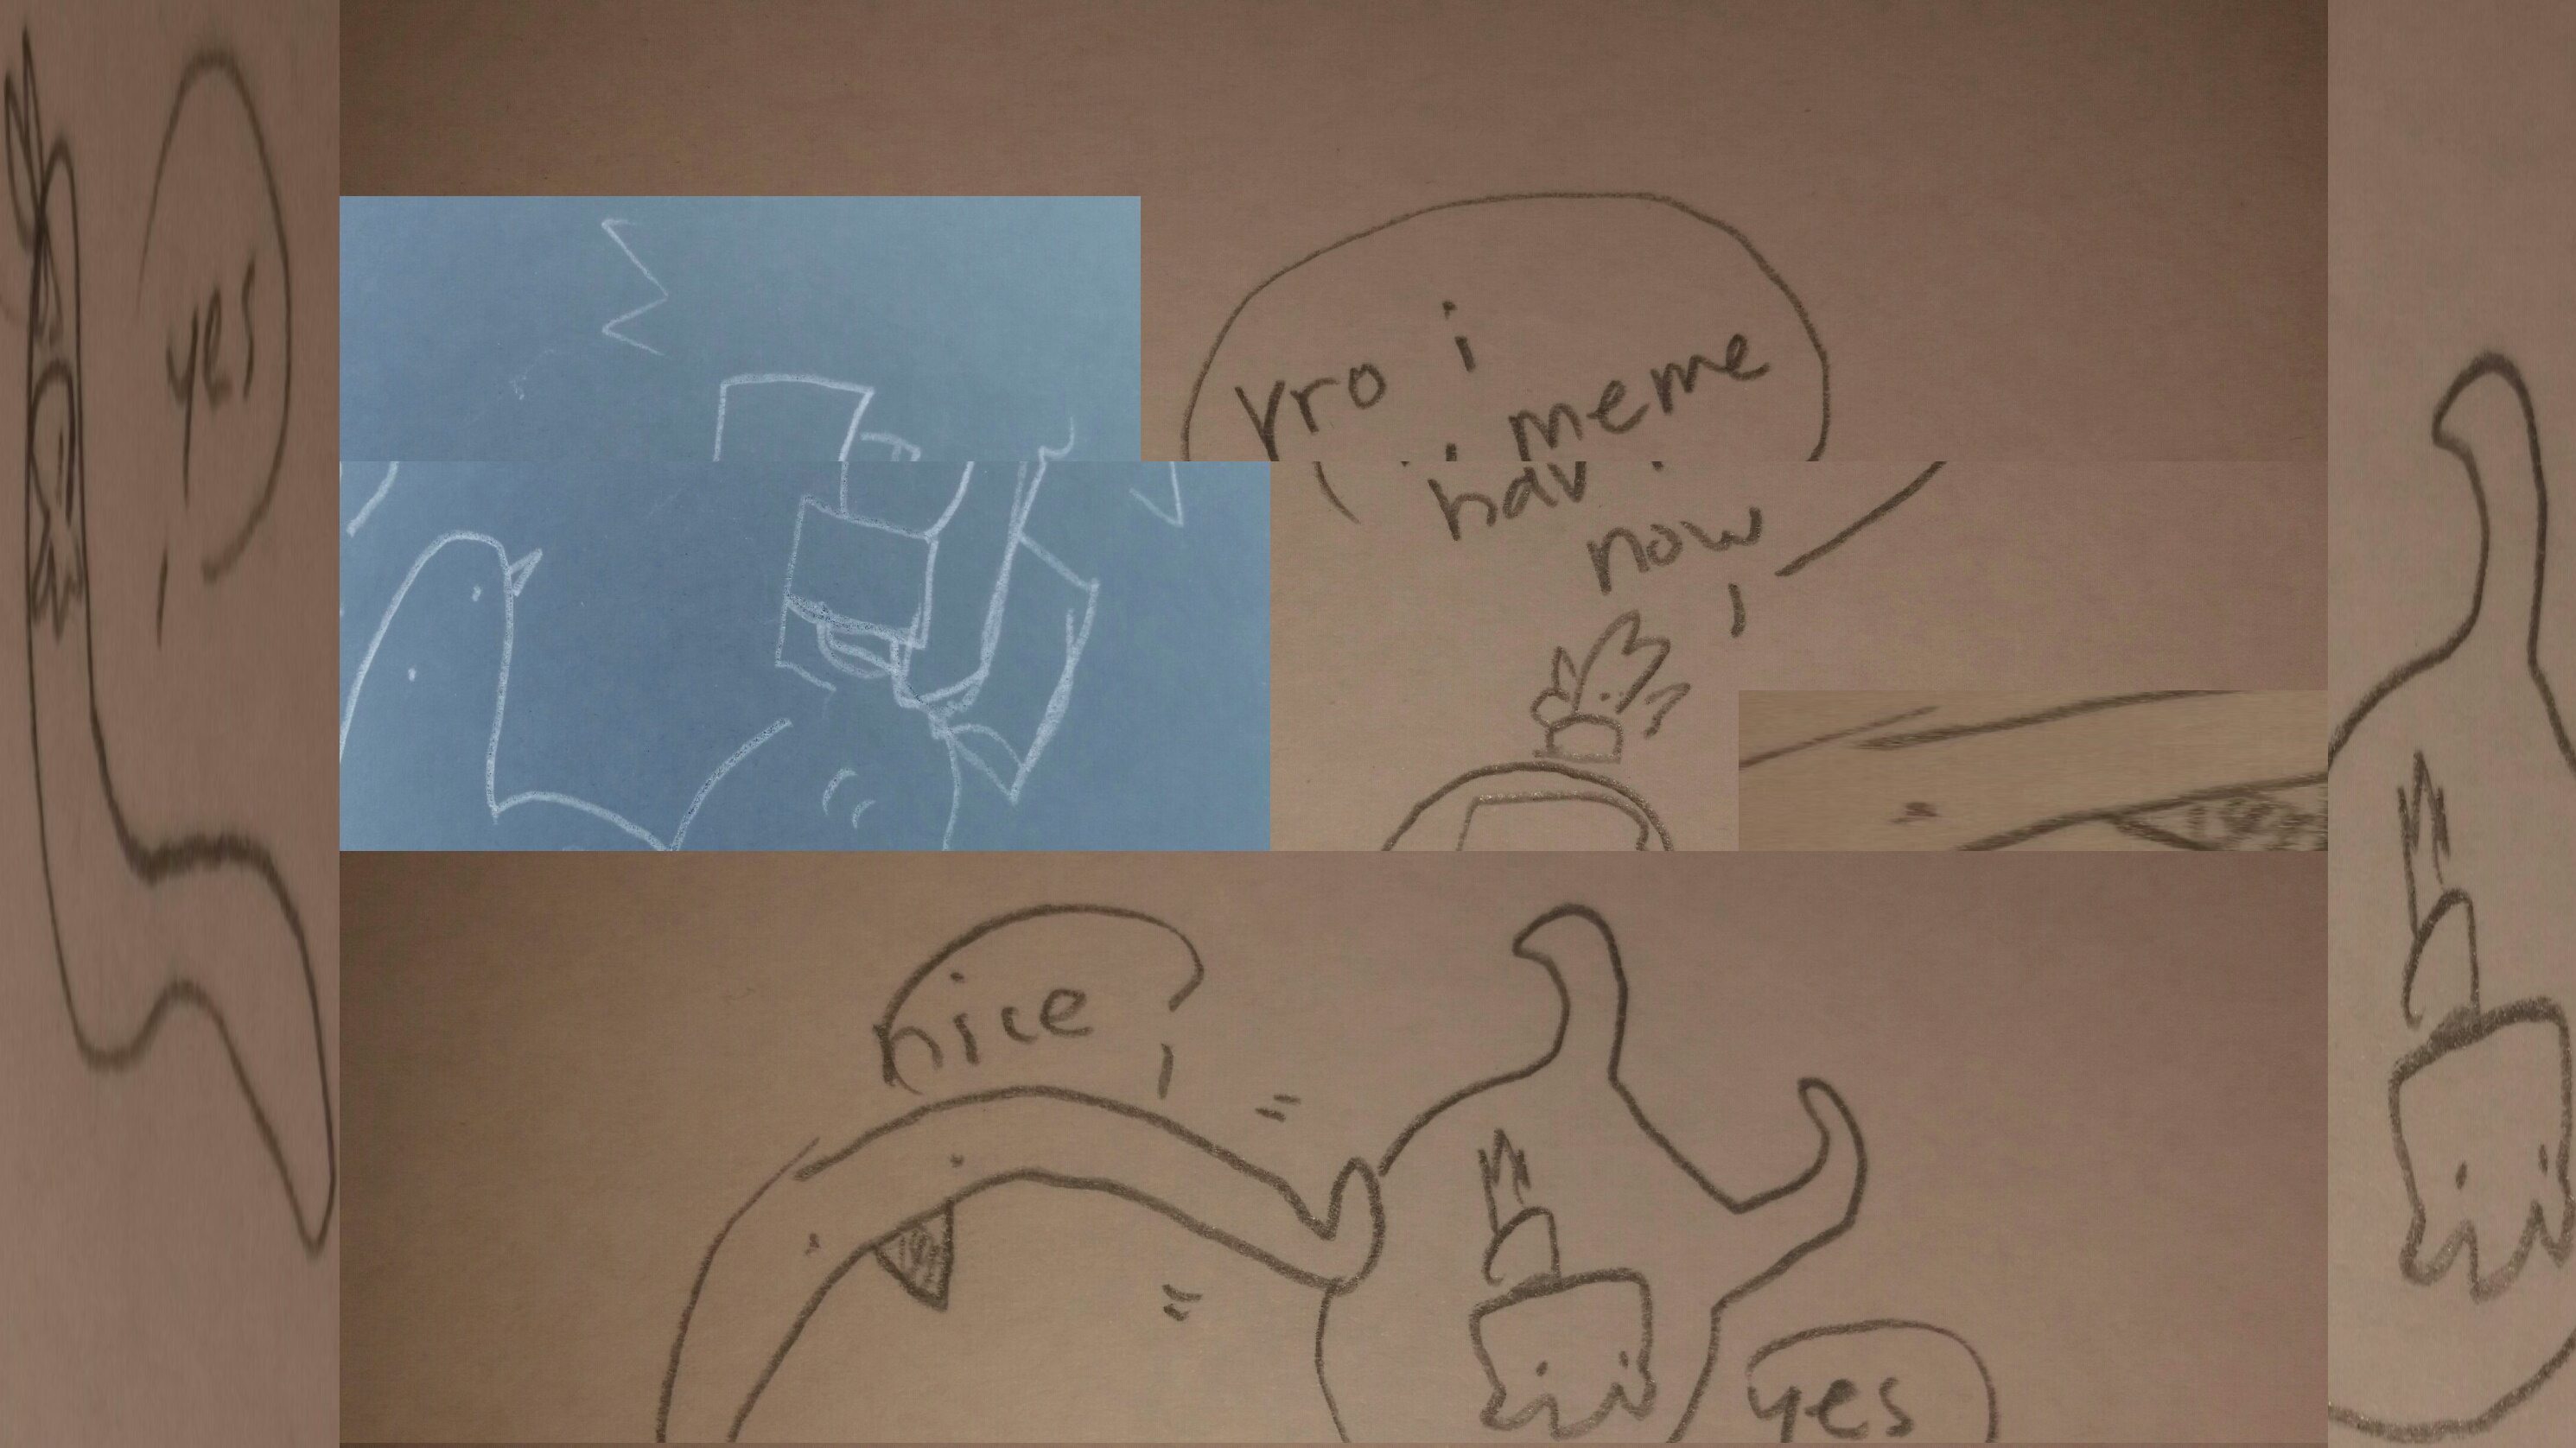 yes
vro i
hav meme
now
nice
yes